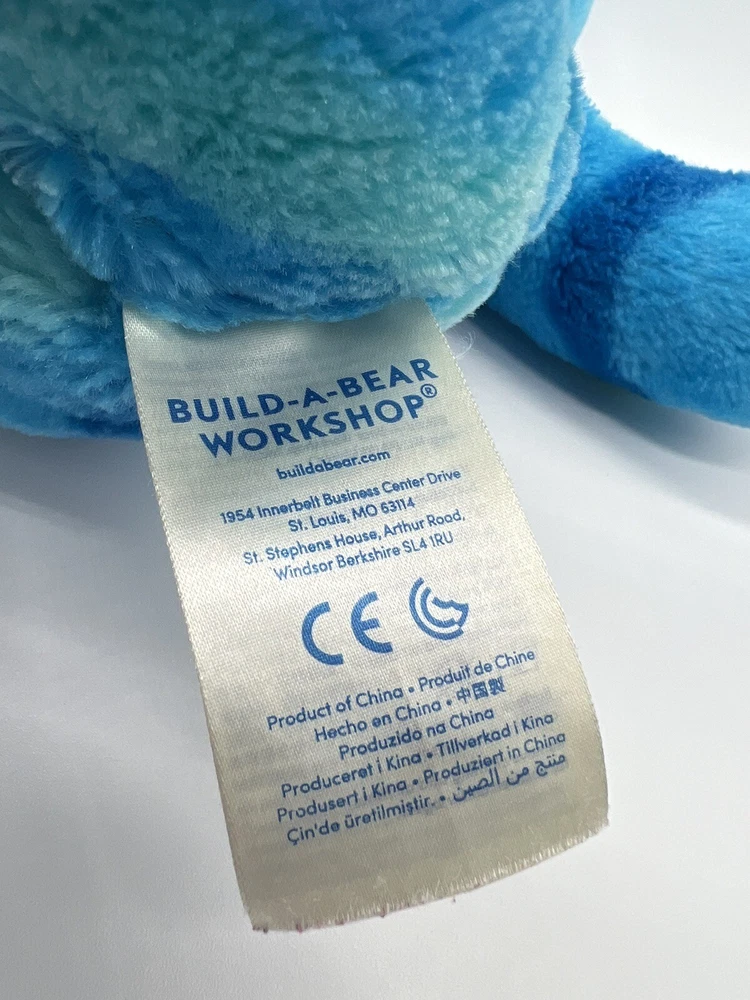 BUILD-A-BEAR
WORKSHOP®
buildabear.com
1954 Innerbelt Business Center Drive
St. Louis, MO 63114
St. Stephens House, Arthur Road,
Windsor Berkshire SL4 1RU
CE
Product of China • Produit de Chine
Hecho en China • 中国製
Produzido na China
Produceret i Kina • Tillverkad i Kina
Produsert i Kina • Produziert in China
Çin'de üretilmiştir. • منتج من الصين